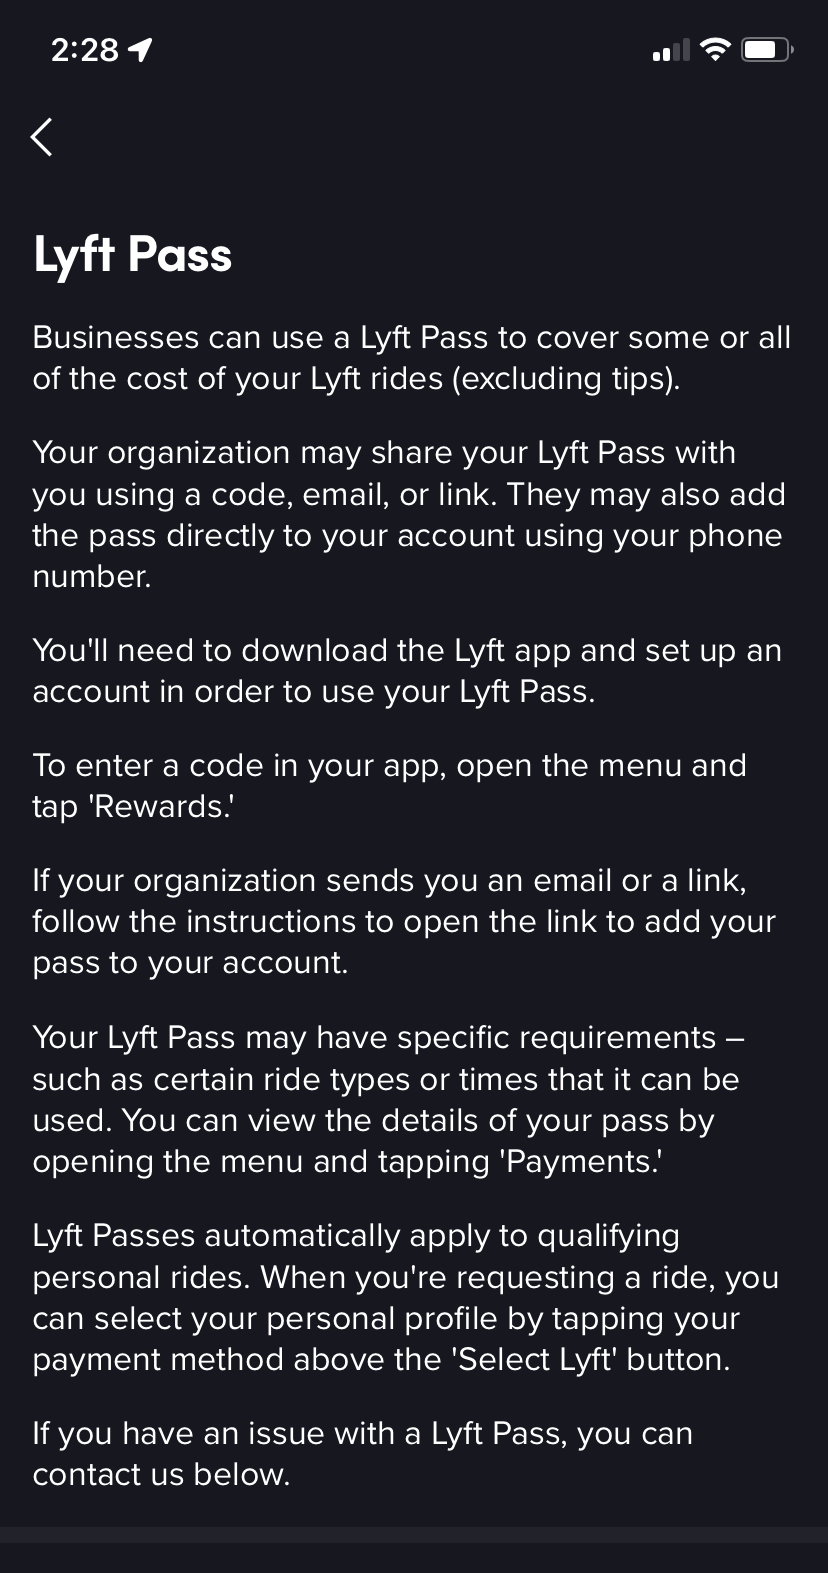 2:28
Lyft Pass
Businesses can use a Lyft Pass to cover some or all
of the cost of your Lyft rides (excluding tips).
Your organization may share your Lyft Pass with
you using a code, email, or link. They may also add
the pass directly to your account using your phone
number.
You'll need to download the Lyft app and set up an
account in order to use your Lyft Pass.
To enter a code in your app, open the menu and
tap 'Rewards.'
If your organization sends you an email or a link,
follow the instructions to open the link to add your
pass to your account.
Your Lyft Pass may have specific requirements –
such as certain ride types or times that it can be
used. You can view the details of your pass by
opening the menu and tapping 'Payments.'
Lyft Passes automatically apply to qualifying
personal rides. When you're requesting a ride, you
can select your personal profile by tapping your
payment method above the 'Select Lyft' button.
If you have an issue with a Lyft Pass, you can
contact us below.